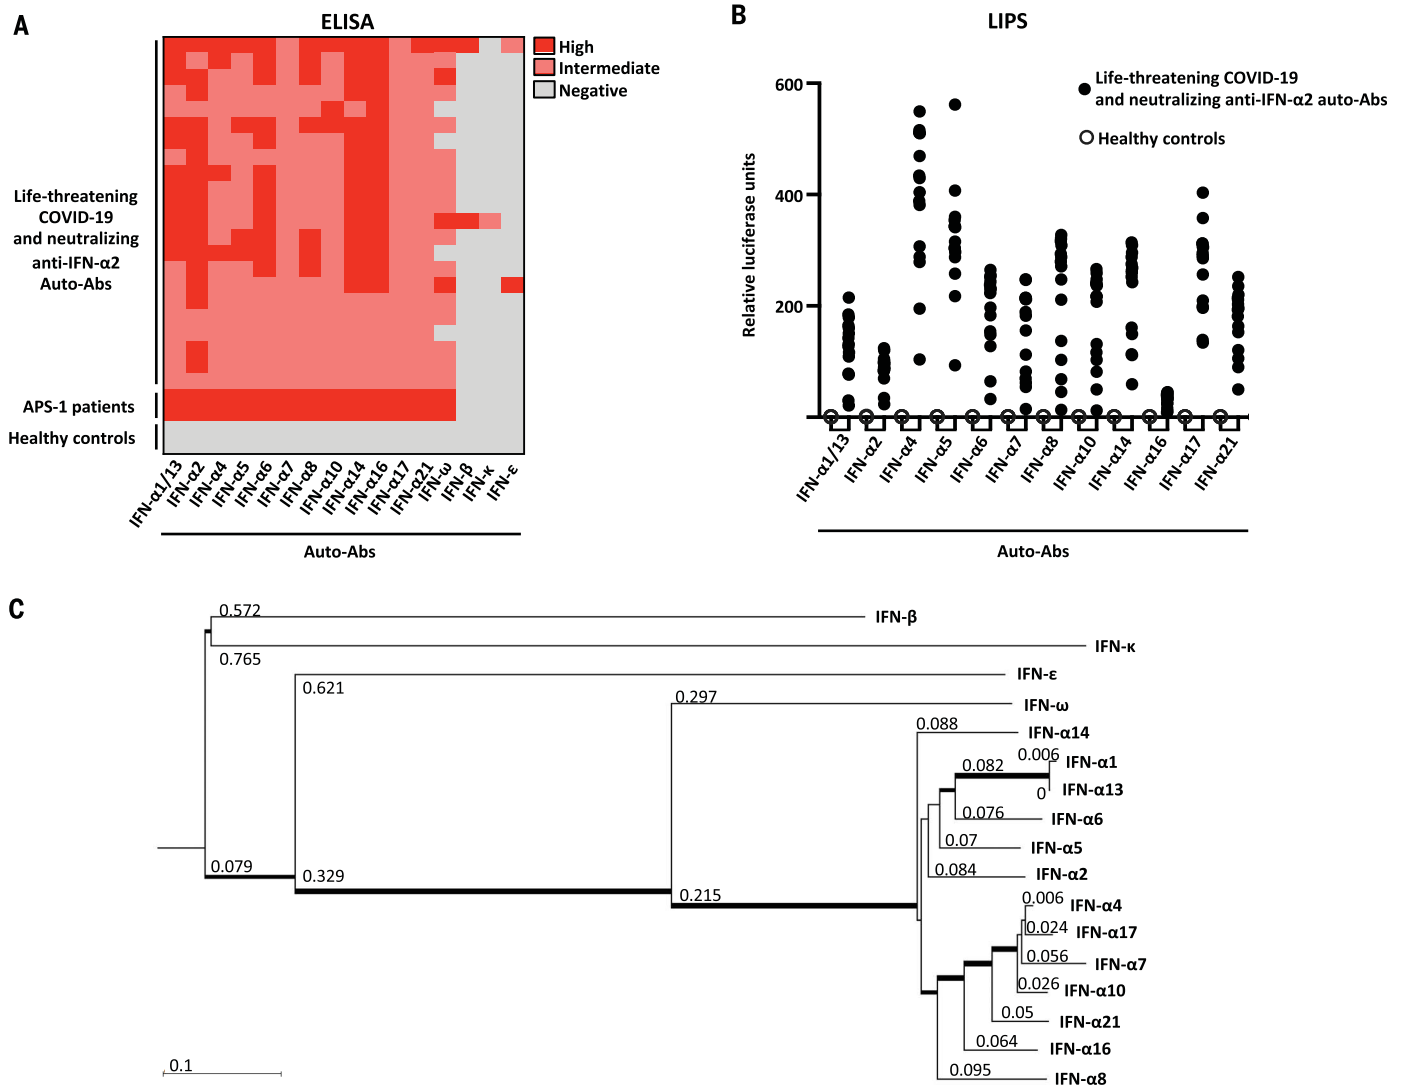 A
ELISA
High
Intermediate
Negative
Life-threatening
COVID-19
and neutralizing
anti-IFN-α2
Auto-Abs
APS-1 patients
Healthy controls
IFN-α1/13
IFN-α2
IFN-α4
IFN-α5
IFN-α6
IFN-α7
IFN-α8
IFN-α10
IFN-α14
IFN-α16
IFN-α17
IFN-α21
IFN-ω
IFN-β
IFN-κ
IFN-ε
Auto-Abs
B
LIPS
Life-threatening COVID-19
and neutralizing anti-IFN-α2 auto-Abs
Healthy controls
Relative luciferase units
600
400
200
IFN-α1/13
IFN-α2
IFN-α4
IFN-α5
IFN-α6
IFN-α7
IFN-α8
IFN-α10
IFN-α14
IFN-α16
IFN-α17
IFN-α21
Auto-Abs
C
0.572
IFN-β
0.765
IFN-κ
0.621
IFN-ε
0.297
IFN-ω
0.088
IFN-α14
0.006
IFN-α1
0.082
0
IFN-α13
0.076
IFN-α6
0.07
IFN-α5
0.084
IFN-α2
0.079
0.329
0.215
0.006
IFN-α4
0.024
IFN-α17
0.056
IFN-α7
0.026
IFN-α10
0.05
IFN-α21
0.064
IFN-α16
0.095
IFN-α8
0.1